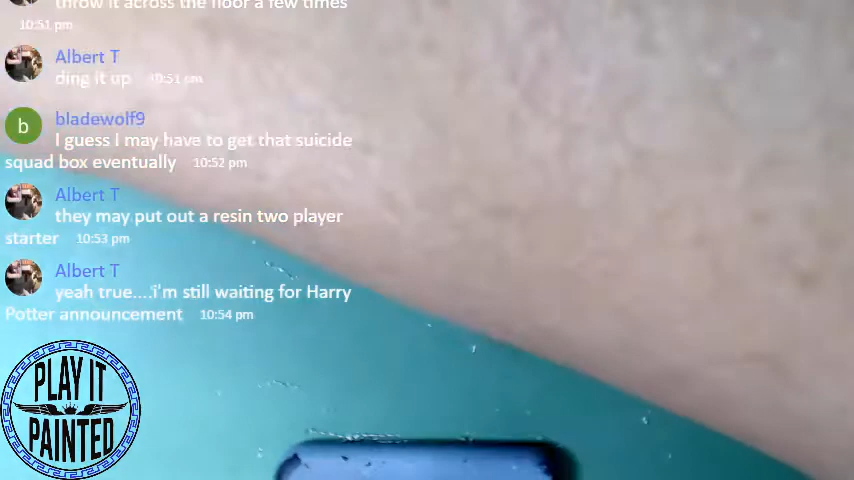 throw it across the floor a few times
10:51 pm
Albert T
ding it up 10:51 pm
b bladewolf9
I guess I may have to get that suicide
squad box eventually 10:52 pm
Albert T
they may put out a resin two player
starter 10:53 pm
Albert T
yeah true....i'm still waiting for Harry
Potter announcement 10:54 pm
PLAY IT
PAINTED